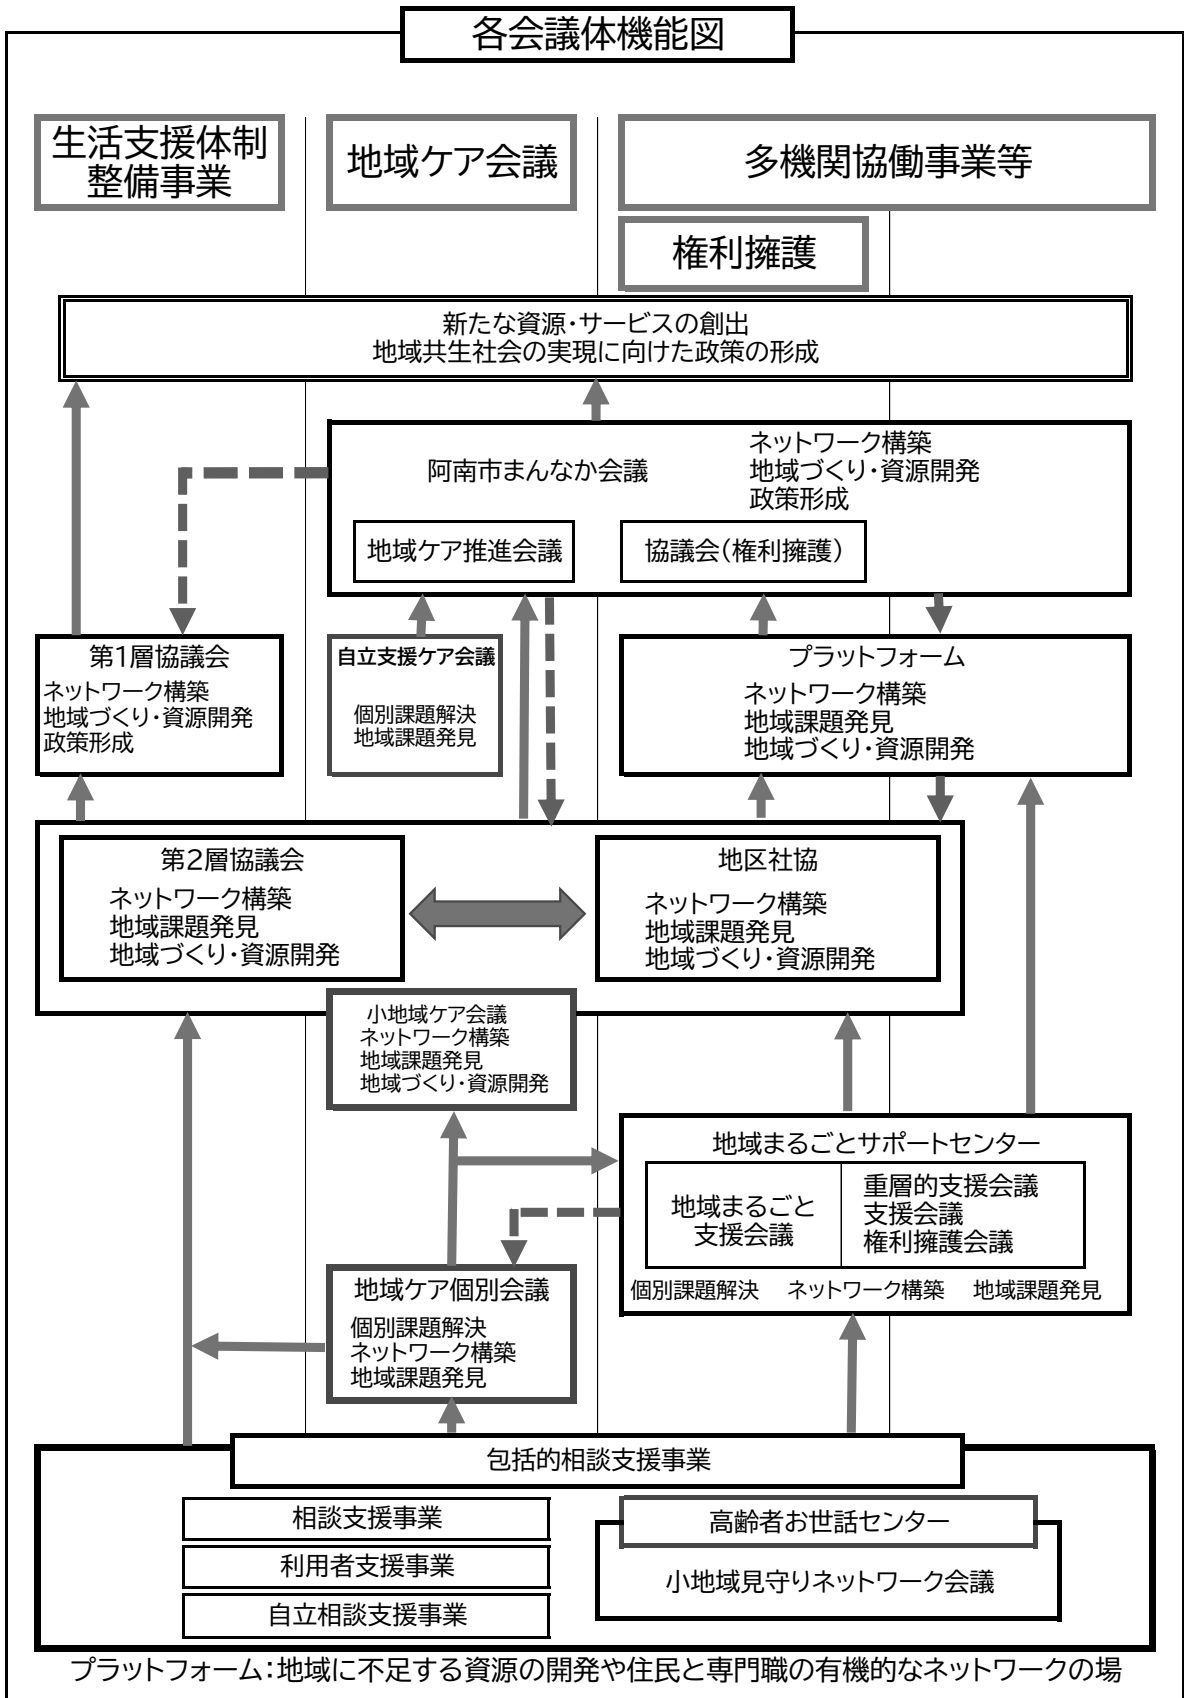 各会議体機能図
生活支援体制
整備事業
地域ケア会議
多機関協働事業等
権利擁護
新たな資源・サービスの創出
地域共生社会の実現に向けた政策の形成
阿南市まんなか会議
ネットワーク構築
地域づくり・資源開発
政策形成
地域ケア推進会議
協議会(権利擁護)
第1層協議会
ネットワーク構築
地域づくり・資源開発
政策形成
自立支援ケア会議
個別課題解決
地域課題発見
プラットフォーム
ネットワーク構築
地域課題発見
地域づくり・資源開発
第2層協議会
ネットワーク構築
地域課題発見
地域づくり・資源開発
地区社協
ネットワーク構築
地域課題発見
地域づくり・資源開発
小地域ケア会議
ネットワーク構築
地域課題発見
地域づくり・資源開発
地域まるごとサポートセンター
地域まるごと
支援会議
重層的支援会議
支援会議
権利擁護会議
個別課題解決 ネットワーク構築 地域課題発見
地域ケア個別会議
個別課題解決
ネットワーク構築
地域課題発見
包括的相談支援事業
相談支援事業
利用者支援事業
自立相談支援事業
高齢者お世話センター
小地域見守りネットワーク会議
プラットフォーム:地域に不足する資源の開発や住民と専門職の有機的なネットワークの場